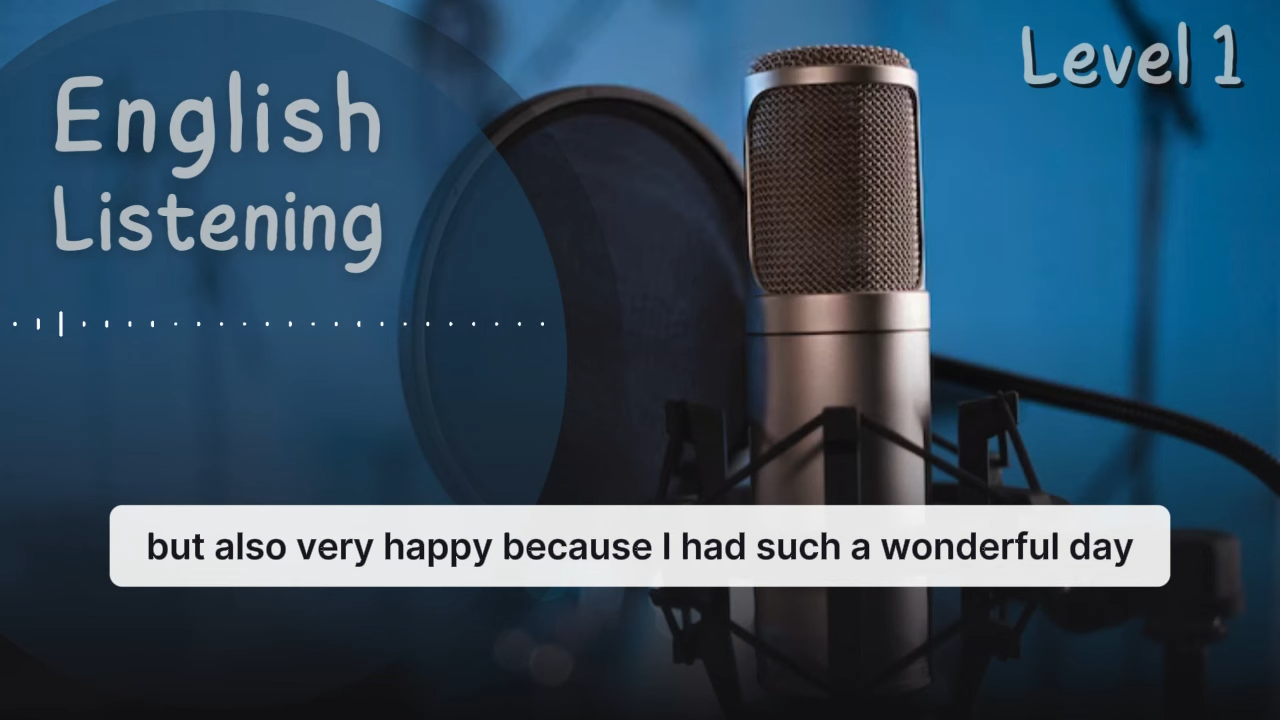 English
Listening
Level 1
but also very happy because I had such a wonderful day